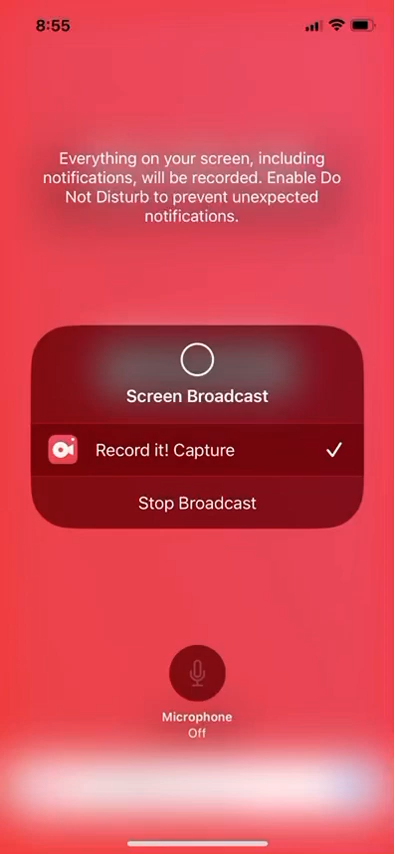 8:55
Everything on your screen, including
notifications, will be recorded. Enable Do
Not Disturb to prevent unexpected
notifications.
Screen Broadcast
Record it! Capture
Stop Broadcast
Microphone
Off